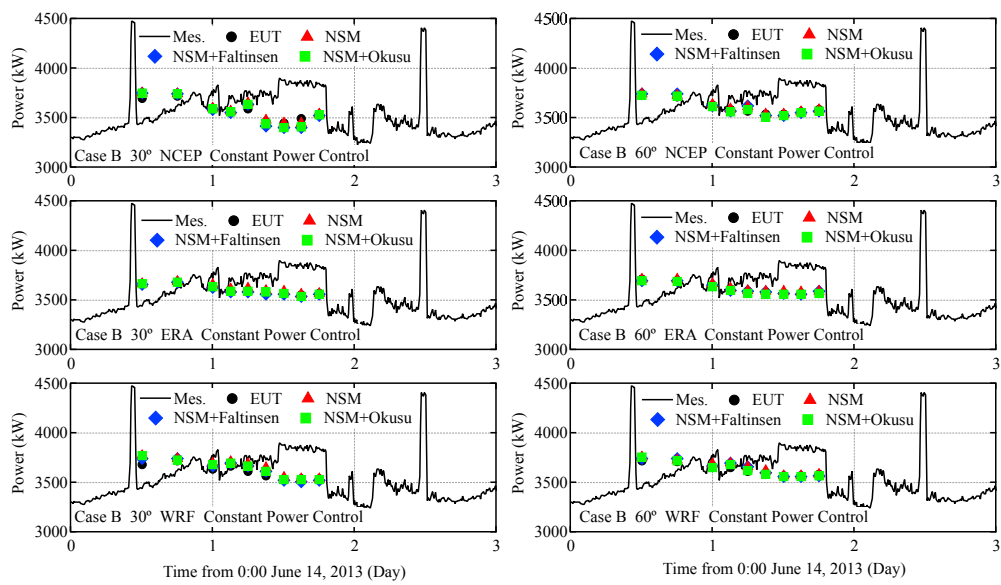 4500
4000
3500
3000
Power (kW)
Mes. EUT NSM
NSM+Faltinsen NSM+Okusu
Case B 30º NCEP Constant Power Control
0 1 2 3
4500
4000
3500
3000
Power (kW)
Mes. EUT NSM
NSM+Faltinsen NSM+Okusu
Case B 60º NCEP Constant Power Control
0 1 2 3
4500
4000
3500
3000
Power (kW)
Mes. EUT NSM
NSM+Faltinsen NSM+Okusu
Case B 30º ERA Constant Power Control
0 1 2 3
4500
4000
3500
3000
Power (kW)
Mes. EUT NSM
NSM+Faltinsen NSM+Okusu
Case B 60º ERA Constant Power Control
0 1 2 3
4500
4000
3500
3000
Power (kW)
Mes. EUT NSM
NSM+Faltinsen NSM+Okusu
Case B 30º WRF Constant Power Control
0 1 2 3
Time from 0:00 June 14, 2013 (Day)
4500
4000
3500
3000
Power (kW)
Mes. EUT NSM
NSM+Faltinsen NSM+Okusu
Case B 60º WRF Constant Power Control
0 1 2 3
Time from 0:00 June 14, 2013 (Day)